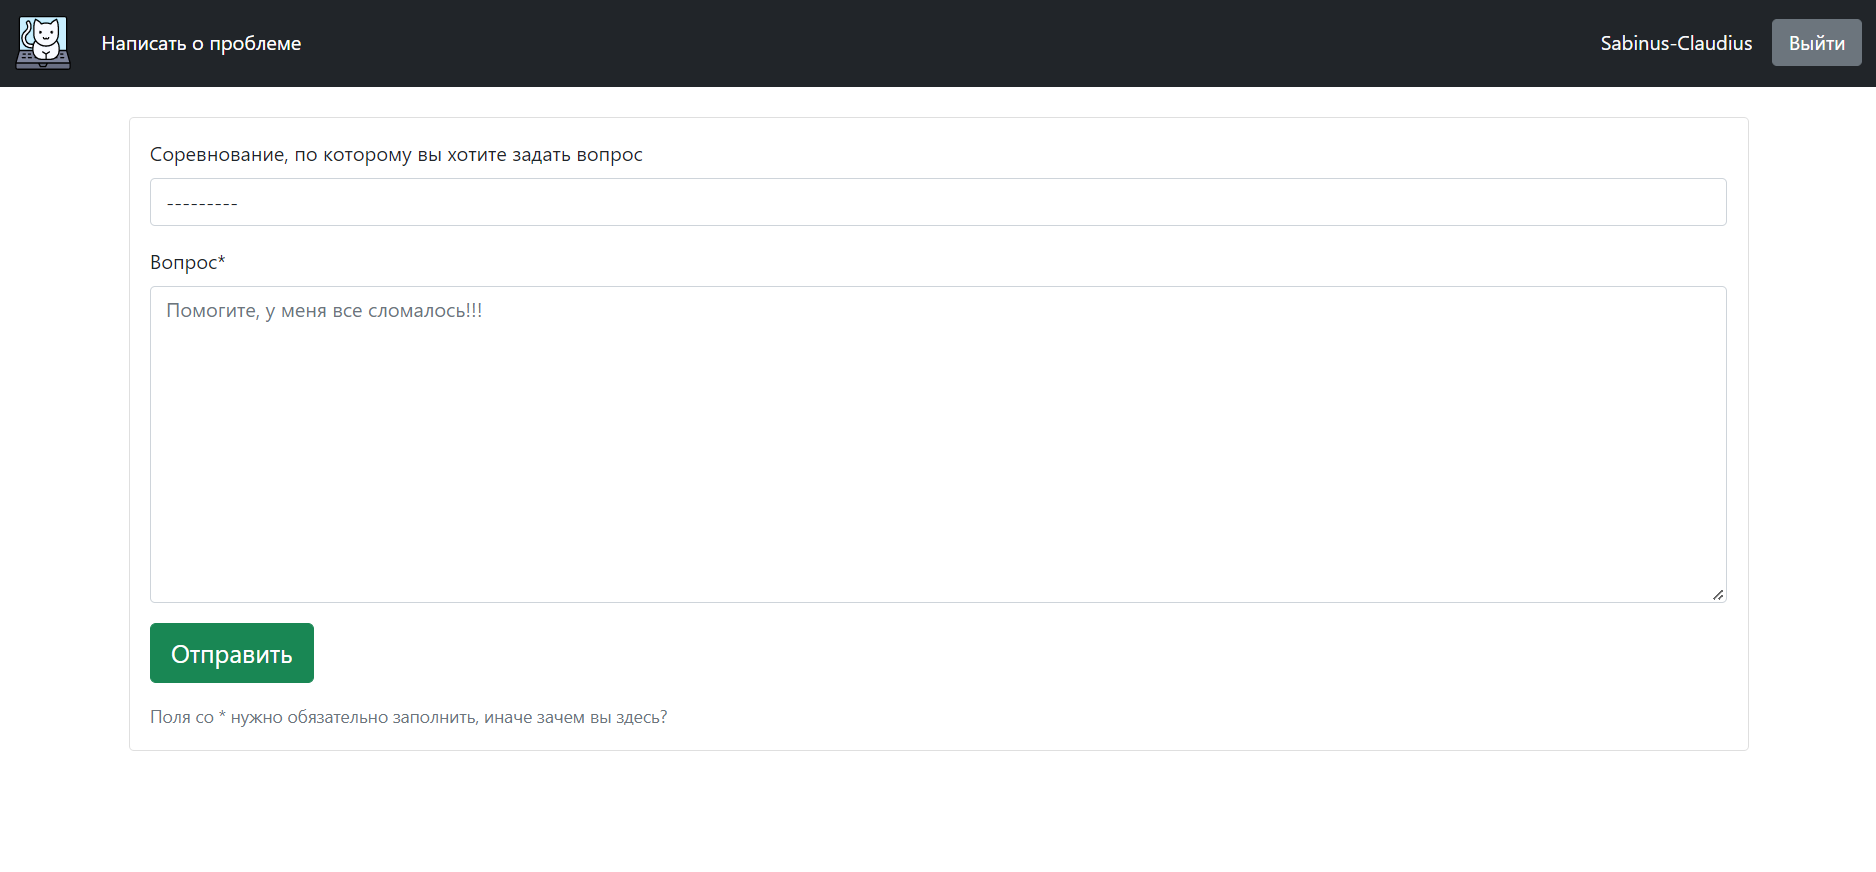 Написать о проблеме
Sabinus-Claudius
Выйти
Соревнование, по которому вы хотите задать вопрос
---------
Вопрос*
Помогите, у меня все сломалось!!!
Отправить
Поля со * нужно обязательно заполнить, иначе зачем вы здесь?